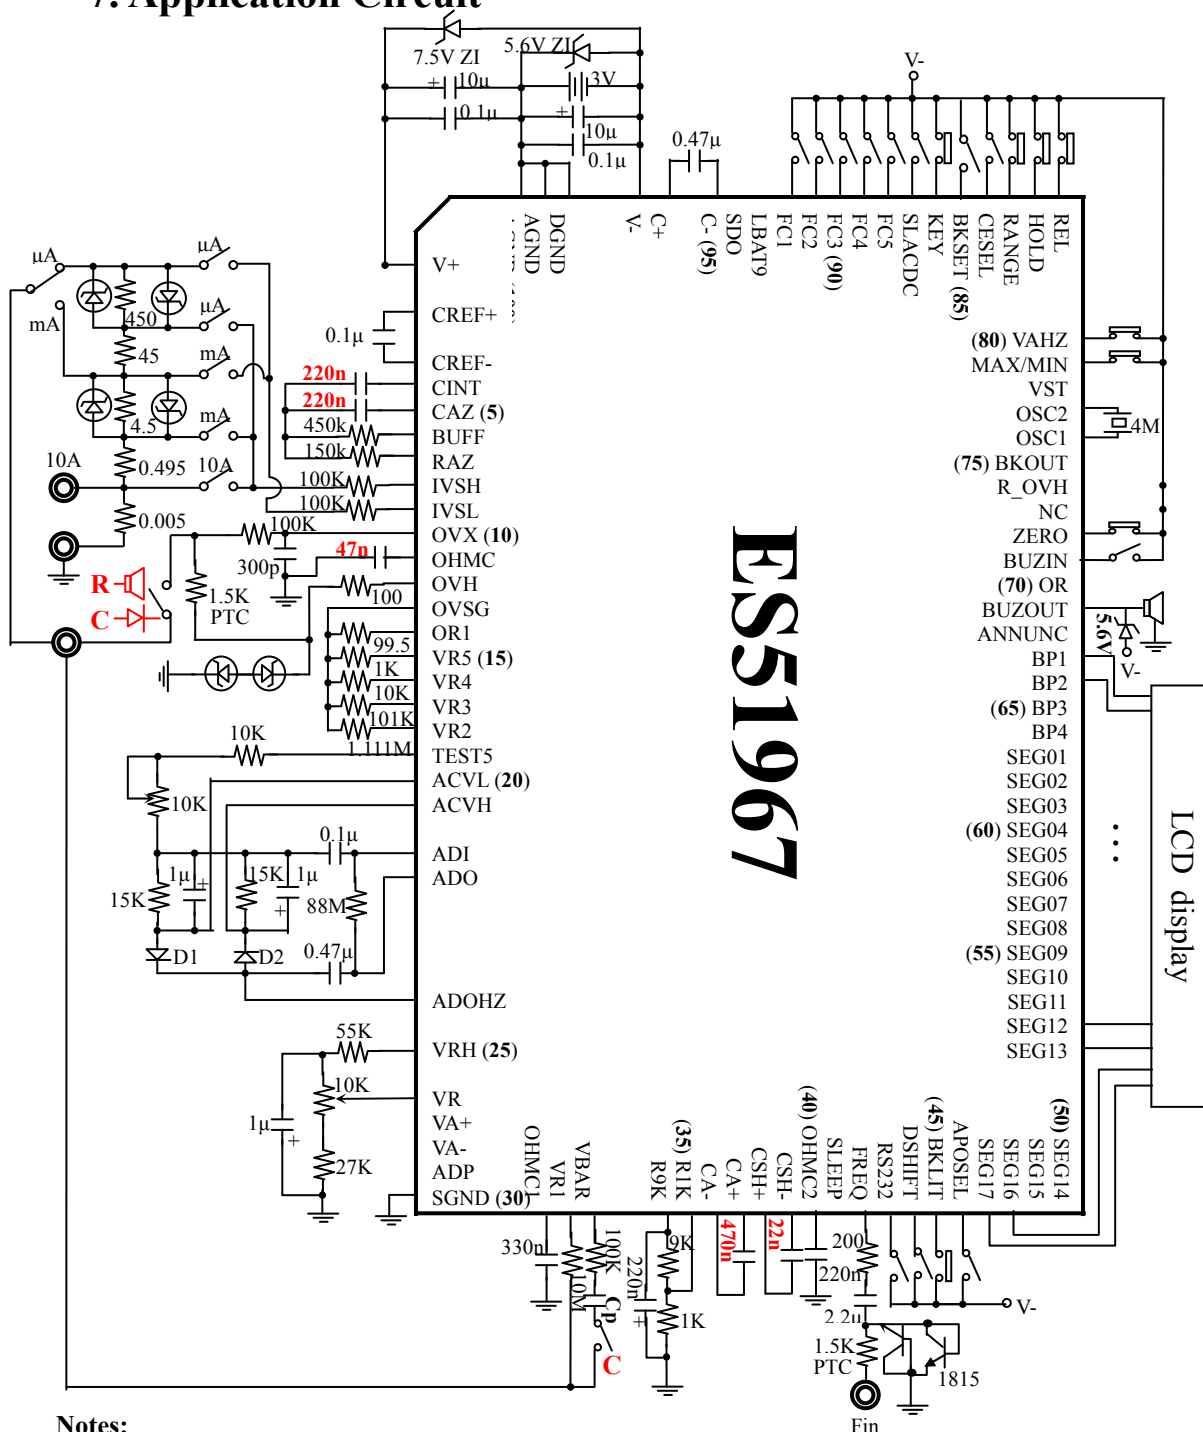 7. Application Circuit
7.5V ZI
5.6V ZI
10μ
3V
0.1μ
10μ
0.1μ
0.47μ
V-
AGND
DGND
V-
C+
C- (95)
SDO
LBAT9
FC1
FC2
FC3 (90)
FC4
FC5
SLACDC
KEY
BKSET (85)
CESEL
RANGE
HOLD
REL
μA
mA
μA
μA
mA
mA
10A
10A
450
45
4.5
0.495
0.005
V+
CREF+
0.1μ
CREF-
220n
CINT
220n
CAZ (5)
450k
BUFF
150k
RAZ
100K
IVSH
100K
IVSL
100K
OVX (10)
47n
OHMC
300p
OVH
100
OVSG
R
C
1.5K
PTC
OR1
99.5
VR5 (15)
1K
VR4
10K
VR3
101K
VR2
1.111M
TEST5
10K
10K
ACVL (20)
ACVH
0.1μ
ADI
ADO
1μ
15K
15K
1μ
88M
D1
D2
0.47μ
ADOHZ
55K
VRH (25)
10K
VR
1μ
VA+
VA-
27K
ADP
SGND (30)
ES51967
(80) VAHZ
MAX/MIN
VST
OSC2
OSC1
4M
(75) BKOUT
R_OVH
NC
ZERO
BUZIN
(70) OR
BUZOUT
ANNUNC
5.6V
V-
BP1
BP2
(65) BP3
BP4
SEG01
SEG02
SEG03
(60) SEG04
SEG05
SEG06
SEG07
SEG08
(55) SEG09
SEG10
SEG11
SEG12
SEG13
...
LCD display
OHMC1
VR1
VBAR
R9K
(35) R1K
CA-
CA+
CSH+
CSH-
(40) OHMC2
SLEEP
FREQ
RS232
DSHIFT
(45) BKLIT
APOSEL
SEG17
SEG16
SEG15
(50) SEG14
330n
10M
100K
Cp
C
220n
9K
1K
470n
22n
200
220n
2.2u
1.5K
PTC
1815
V-
Fin
Notes: